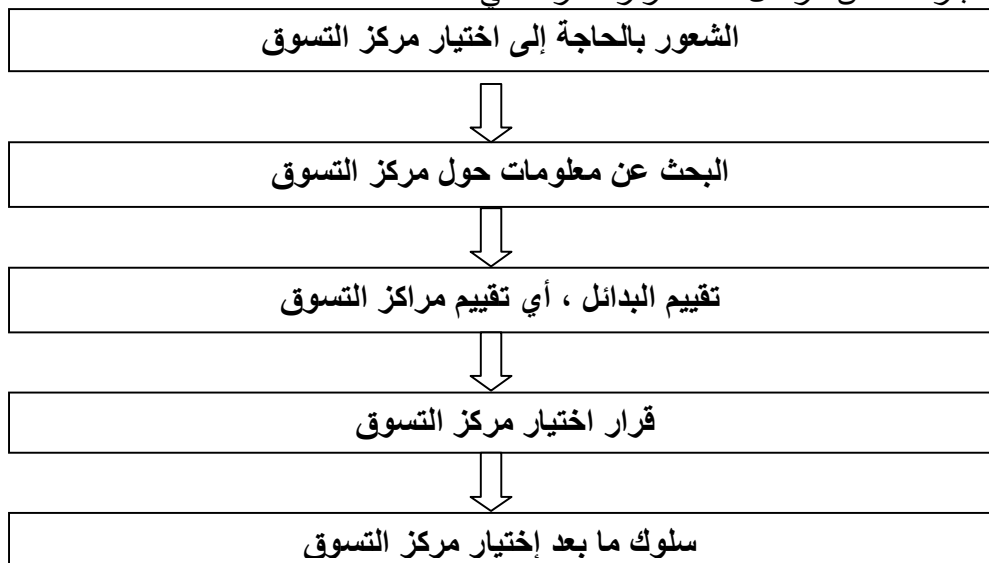 الشعور بالحاجة إلى اختيار مركز التسوق
البحث عن معلومات حول مركز التسوق
تقييم البدائل ، أي تقييم مراكز التسوق
قرار اختيار مركز التسوق
سلوك ما بعد إختيار مركز التسوق